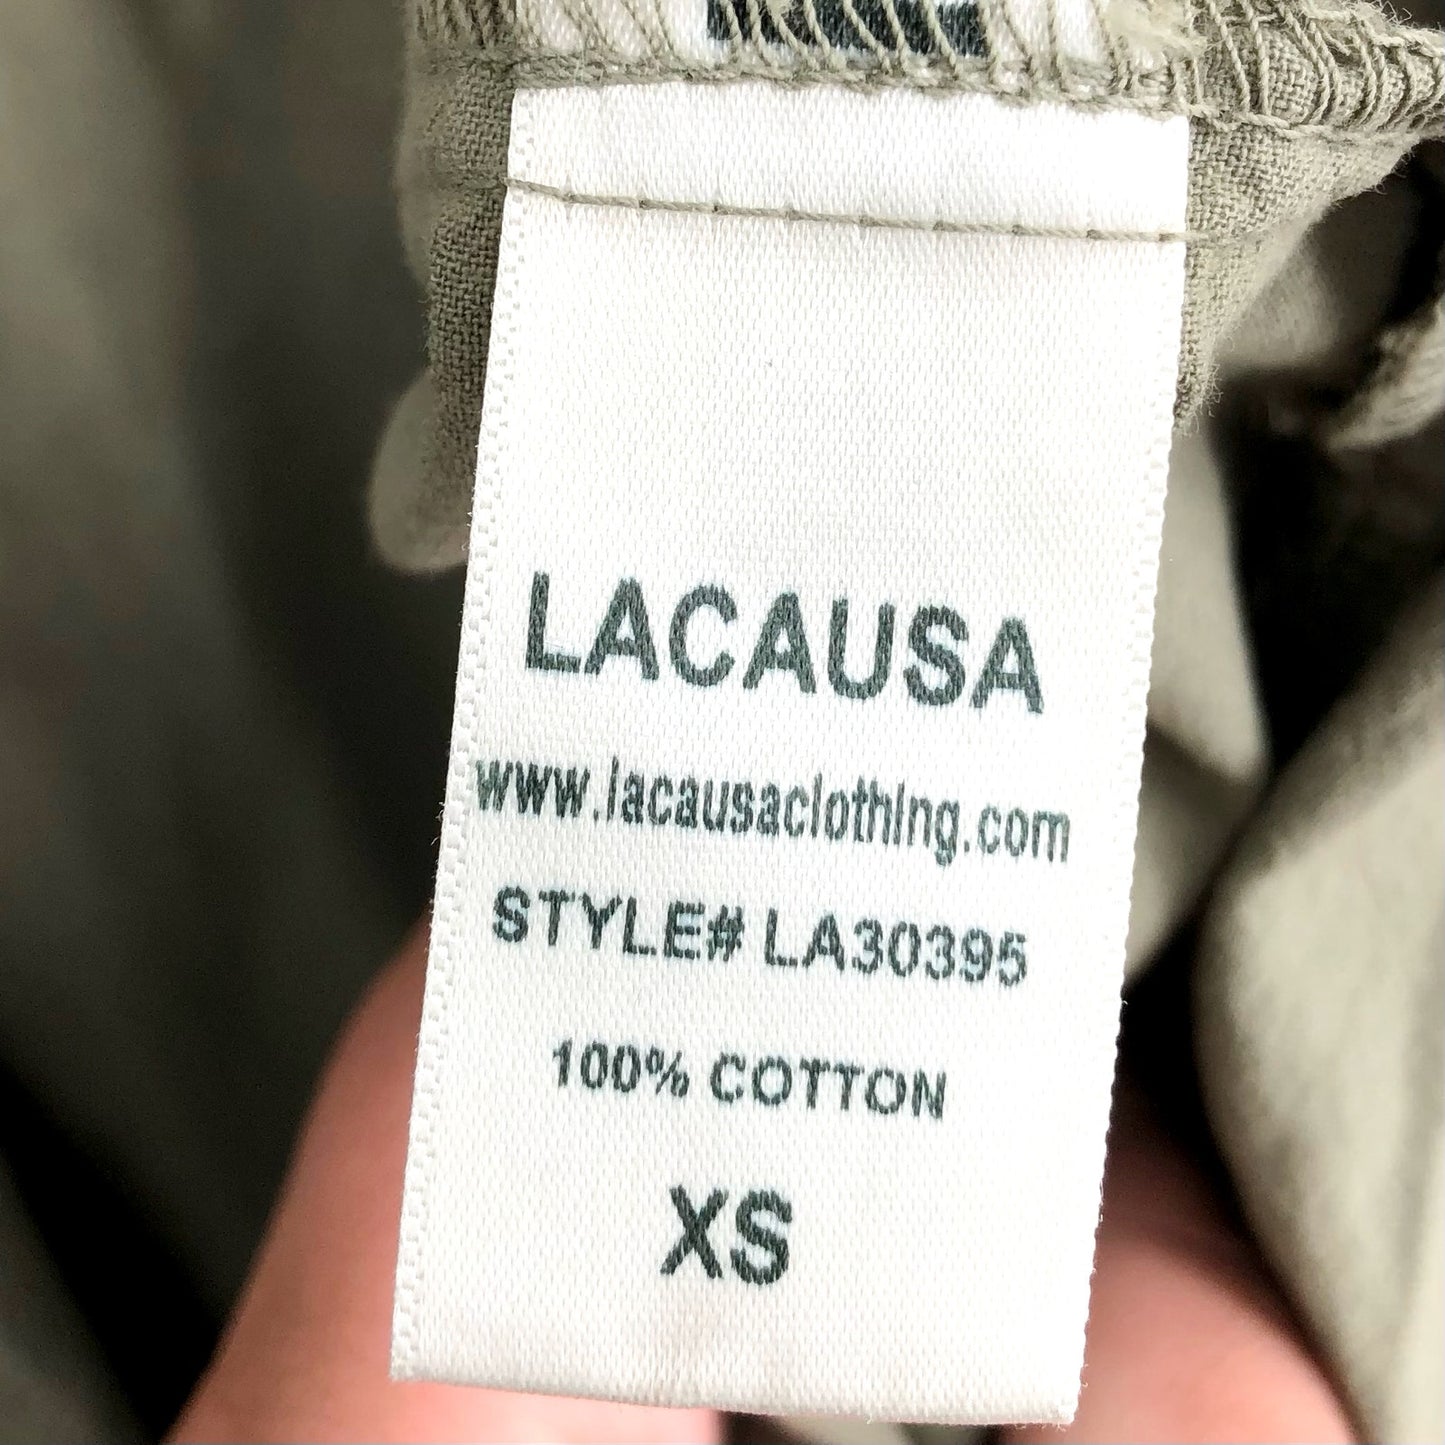 LACAUSA
www.lacausaclothing.com
STYLE# LA30395
100% COTTON
XS